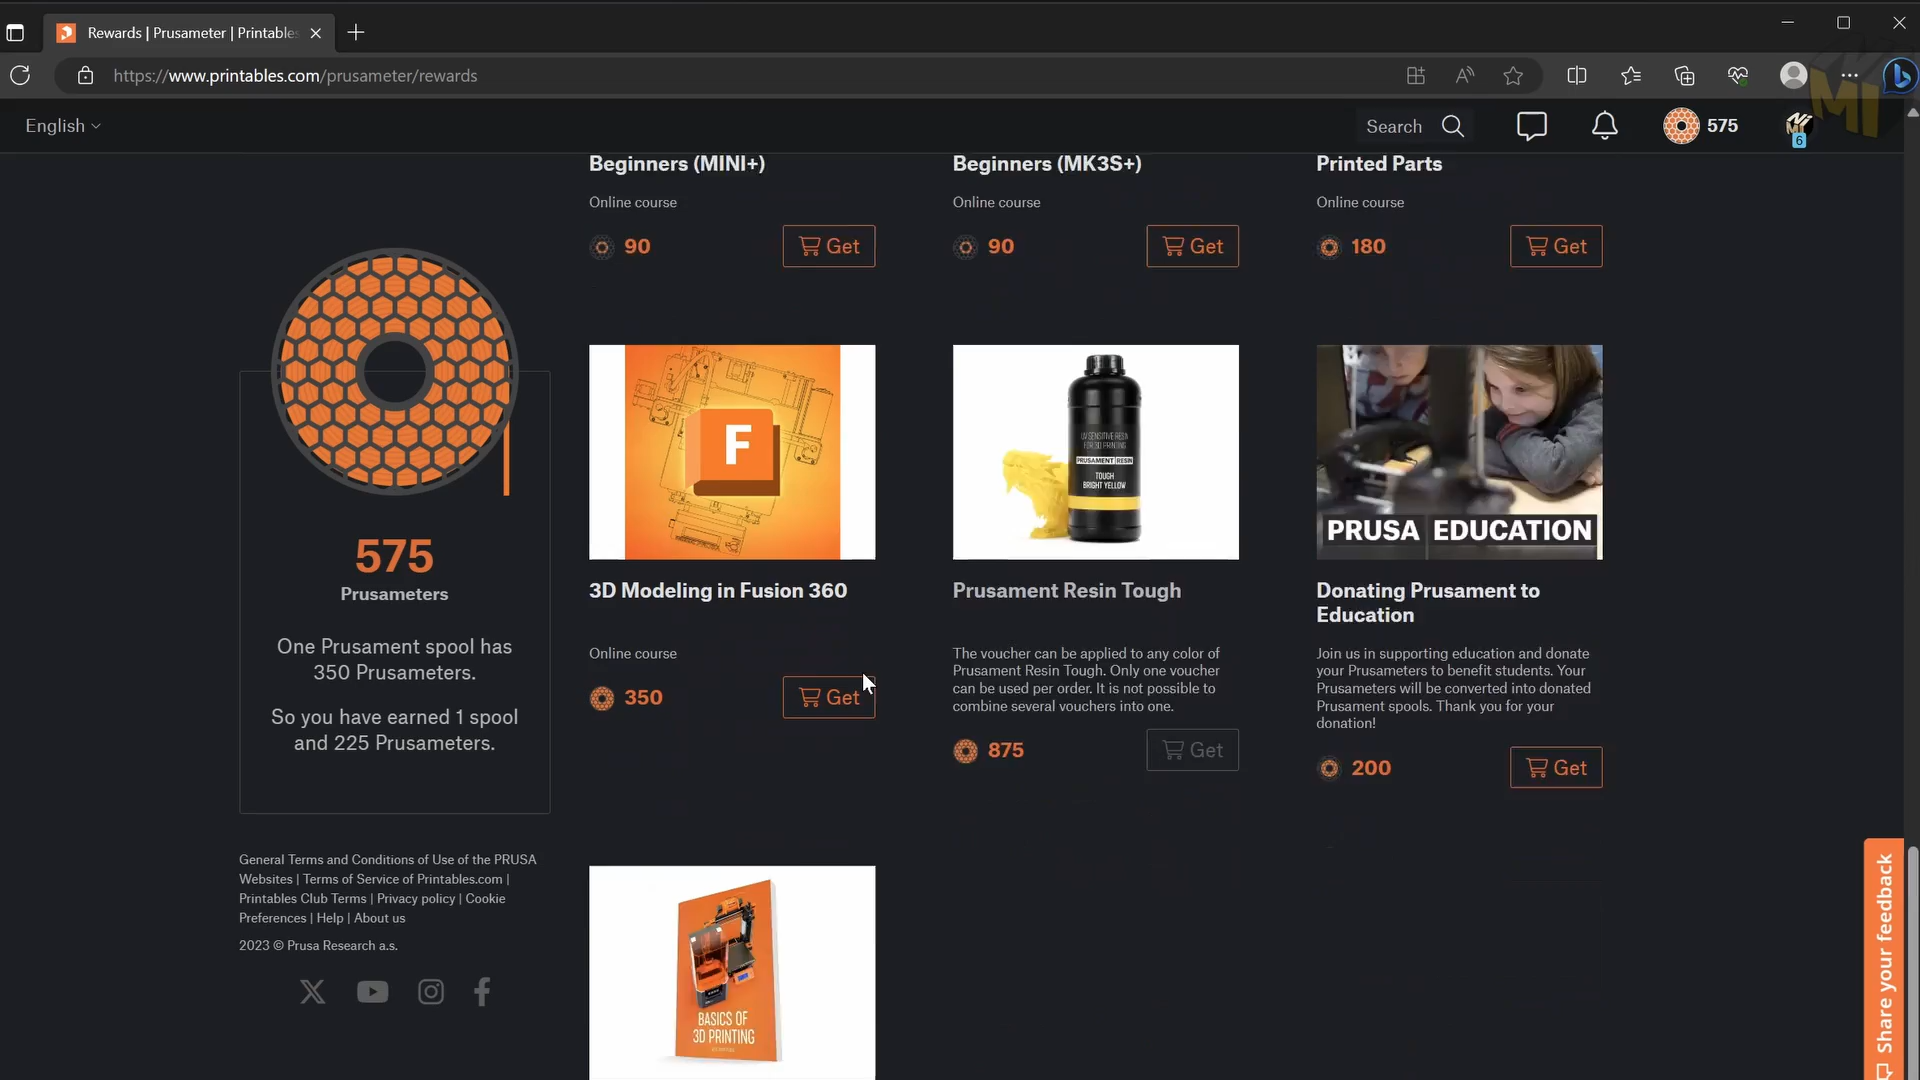 Rewards | Prusameter | Printables
https://www.printables.com/prusameter/rewards
English
Search
575
6
MI
Beginners (MINI+)
Online course
90
Get
Beginners (MK3S+)
Online course
90
Get
Printed Parts
Online course
180
Get
575
Prusameters
One Prusament spool has
350 Prusameters.
So you have earned 1 spool
and 225 Prusameters.
General Terms and Conditions of Use of the PRUSA
Websites | Terms of Service of Printables.com |
Printables Club Terms | Privacy policy | Cookie
Preferences | Help | About us
2023 © Prusa Research a.s.
F
3D Modeling in Fusion 360
Online course
350
Get
UV SENSITIVE RESIN
FOR 3D PRINTING
PRUSAMENT RESIN
TOUGH
BRIGHT YELLOW
Prusament Resin Tough
The voucher can be applied to any color of
Prusament Resin Tough. Only one voucher
can be used per order. It is not possible to
combine several vouchers into one.
875
Get
PRUSA EDUCATION
Donating Prusament to
Education
Join us in supporting education and donate
your Prusameters to benefit students. Your
Prusameters will be converted into donated
Prusament spools. Thank you for your
donation!
200
Get
BASICS OF
3D PRINTING
Share your feedback